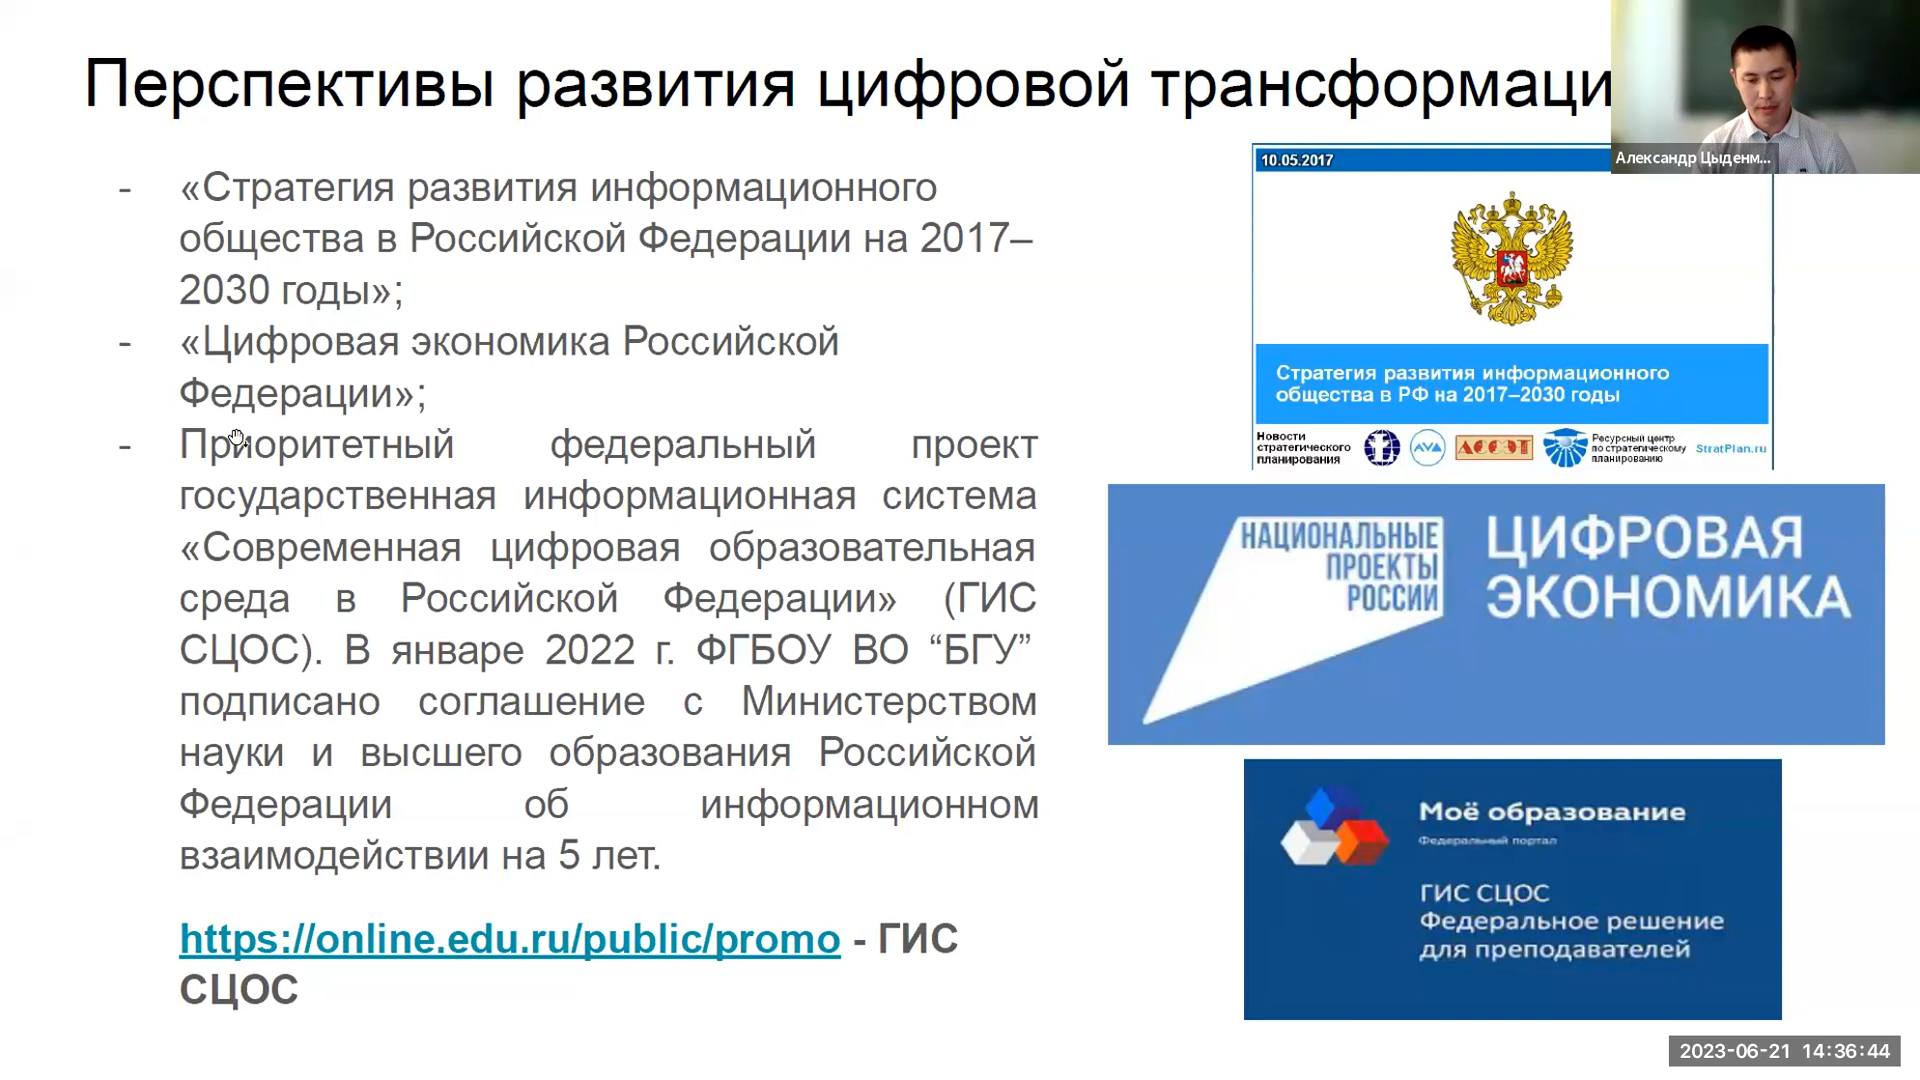 Перспективы развития цифровой трансформаци
Александр Цыденм...
- «Стратегия развития информационного
общества в Российской Федерации на 2017–
2030 годы»;
- «Цифровая экономика Российской
Федерации»;
- Приоритетный федеральный проект
государственная информационная система
«Современная цифровая образовательная
среда в Российской Федерации» (ГИС
СЦОС). В январе 2022 г. ФГБОУ ВО “БГУ”
подписано соглашение с Министерством
науки и высшего образования Российской
Федерации об информационном
взаимодействии на 5 лет.
https://online.edu.ru/public/promo - ГИС
СЦОС
10.05.2017
Стратегия развития информационного
общества в РФ на 2017–2030 годы
Новости
стратегического
планирования
AVA
АССЭТ
Ресурсный центр
по стратегическому
планированию
StratPlan.ru
НАЦИОНАЛЬНЫЕ
ПРОЕКТЫ
РОССИИ
ЦИФРОВАЯ
ЭКОНОМИКА
Моё образование
Федеральный портал
ГИС СЦОС
Федеральное решение
для преподавателей
2023-06-21 14:36:44